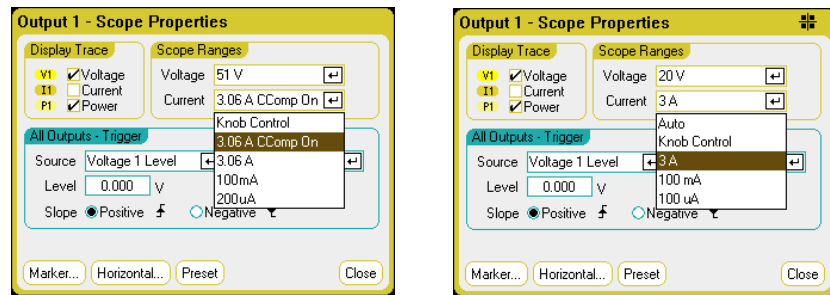 Output 1 - Scope Properties
Display Trace
Scope Ranges
V1 Voltage
I1 Current
P1 Power
Voltage 51 V
Current 3.06 A CComp On
Knob Control
3.06 A CComp On
3.06 A
100mA
200uA
All Outputs - Trigger
Source Voltage 1 Level
Level 0.000 V
Slope Positive Negative
Marker... Horizontal... Preset Close
Output 1 - Scope Properties
Display Trace
Scope Ranges
V1 Voltage
I1 Current
P1 Power
Voltage 20 V
Current 3 A
Auto
Knob Control
3 A
100 mA
100 uA
All Outputs - Trigger
Source Voltage 1 Level
Level 0.000 V
Slope Positive Negative
Marker... Horizontal... Preset Close